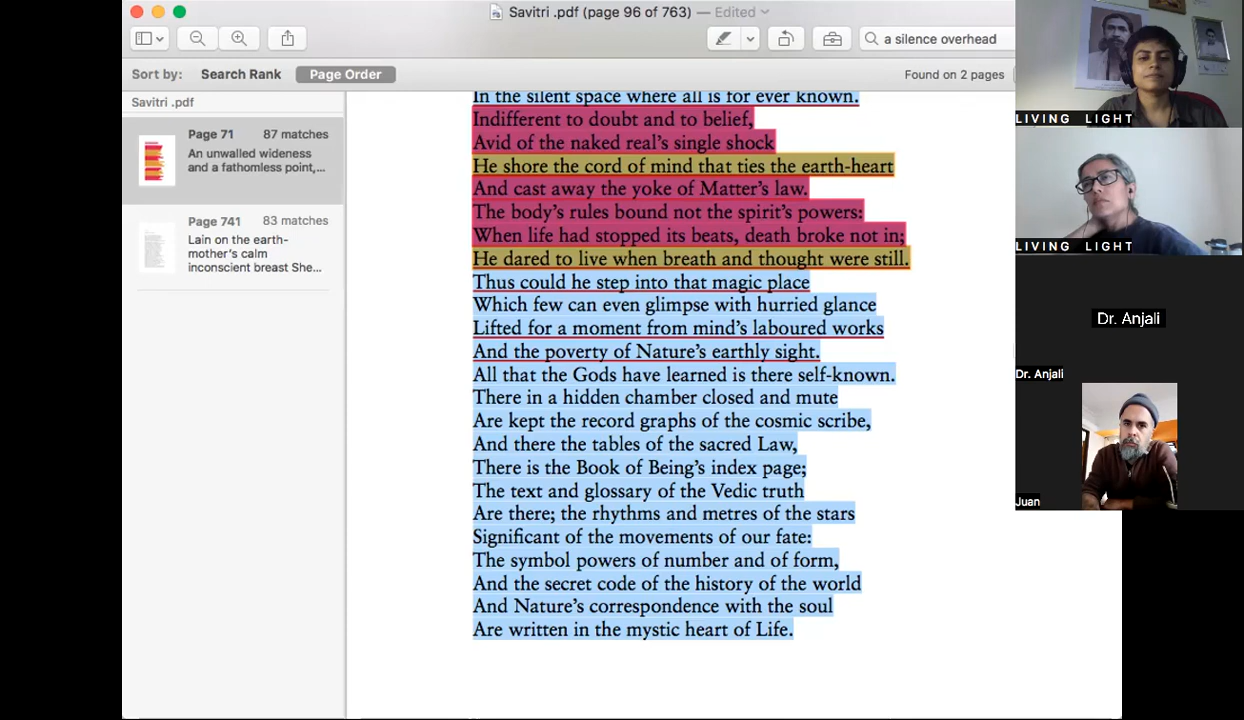 Savitri .pdf (page 96 of 763) — Edited
a silence overhead
Sort by: Search Rank Page Order
Found on 2 pages
Savitri .pdf
Page 71 87 matches
An unwalled wideness
and a fathomless point,...
Page 741 83 matches
Lain on the earth-
mother's calm
inconscient breast She...
In the silent space where all is for ever known.
Indifferent to doubt and to belief,
Avid of the naked real's single shock
He shore the cord of mind that ties the earth-heart
And cast away the yoke of Matter's law.
The body's rules bound not the spirit's powers:
When life had stopped its beats, death broke not in;
He dared to live when breath and thought were still.
Thus could he step into that magic place
Which few can even glimpse with hurried glance
Lifted for a moment from mind's laboured works
And the poverty of Nature's earthly sight.
All that the Gods have learned is there self-known.
There in a hidden chamber closed and mute
Are kept the record graphs of the cosmic scribe,
And there the tables of the sacred Law,
There is the Book of Being's index page;
The text and glossary of the Vedic truth
Are there; the rhythms and metres of the stars
Significant of the movements of our fate:
The symbol powers of number and of form,
And the secret code of the history of the world
And Nature's correspondence with the soul
Are written in the mystic heart of Life.
LIVING LIGHT
LIVING LIGHT
Dr. Anjali
Dr. Anjali
Juan